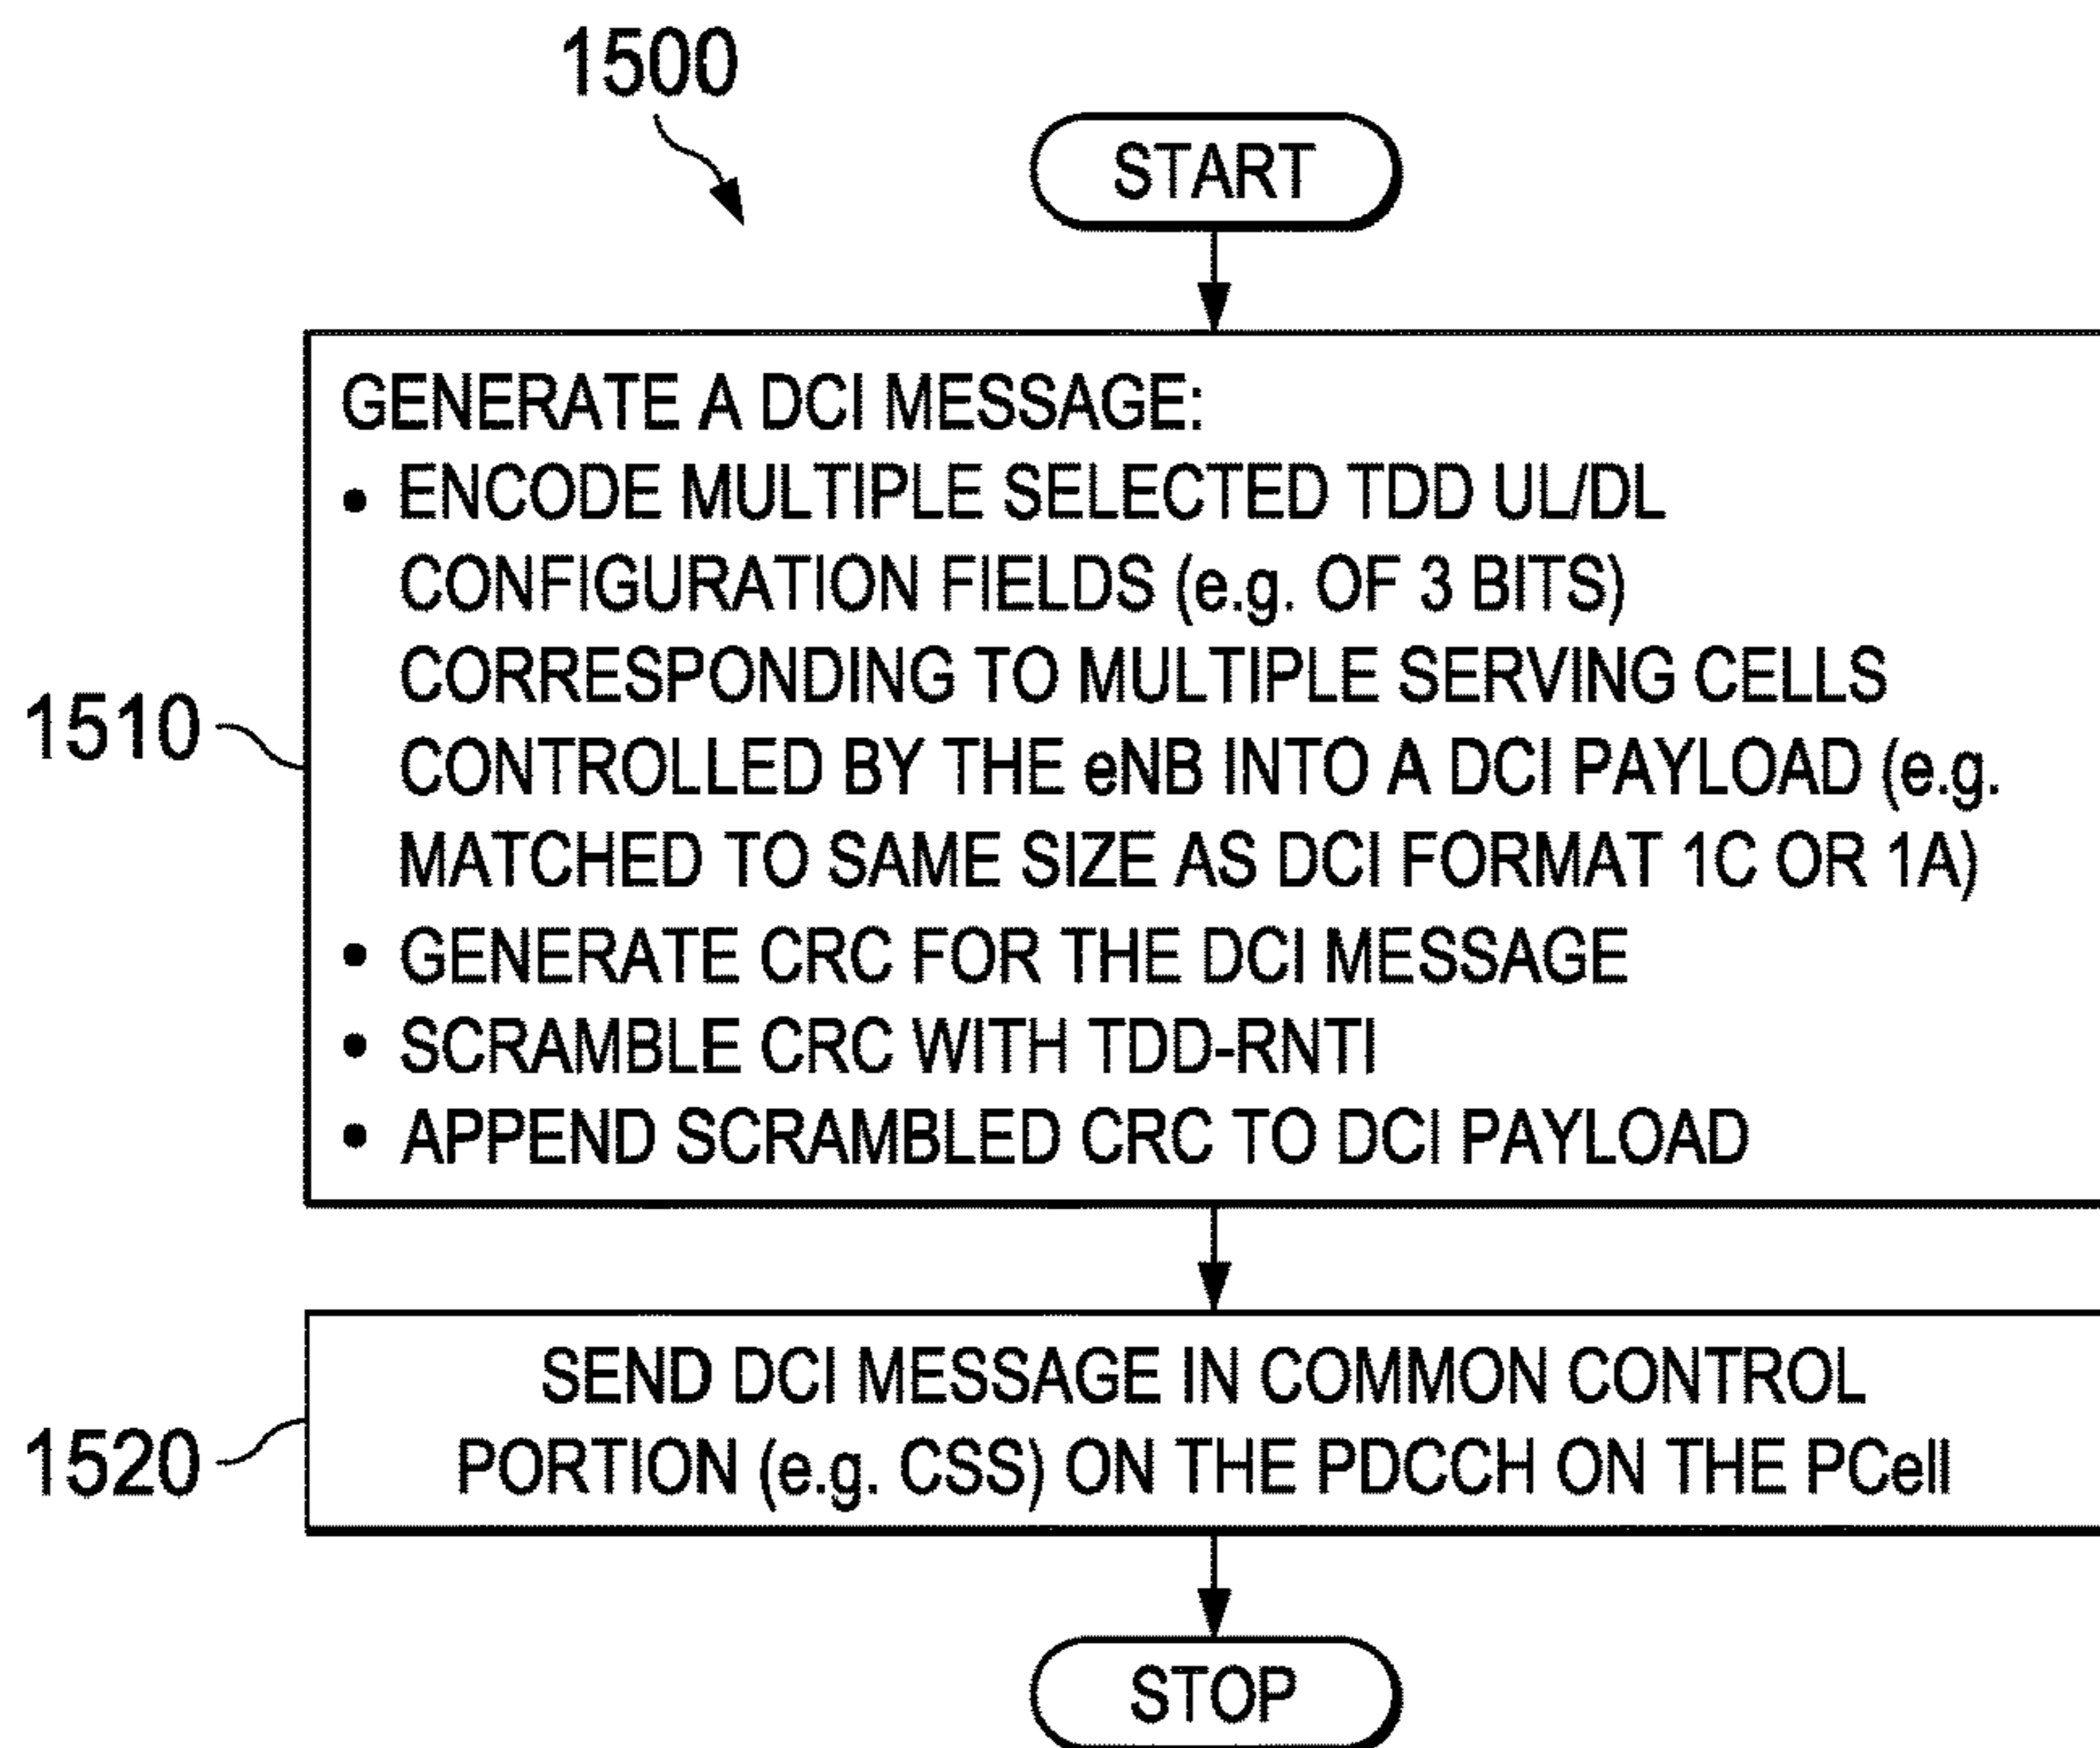 1500
START
GENERATE A DCI MESSAGE:
• ENCODE MULTIPLE SELECTED TDD UL/DL
CONFIGURATION FIELDS (e.g. OF 3 BITS)
CORRESPONDING TO MULTIPLE SERVING CELLS
CONTROLLED BY THE eNB INTO A DCI PAYLOAD (e.g.
MATCHED TO SAME SIZE AS DCI FORMAT 1C OR 1A)
• GENERATE CRC FOR THE DCI MESSAGE
• SCRAMBLE CRC WITH TDD-RNTI
• APPEND SCRAMBLED CRC TO DCI PAYLOAD
1510
SEND DCI MESSAGE IN COMMON CONTROL
PORTION (e.g. CSS) ON THE PDCCH ON THE PCell
1520
STOP